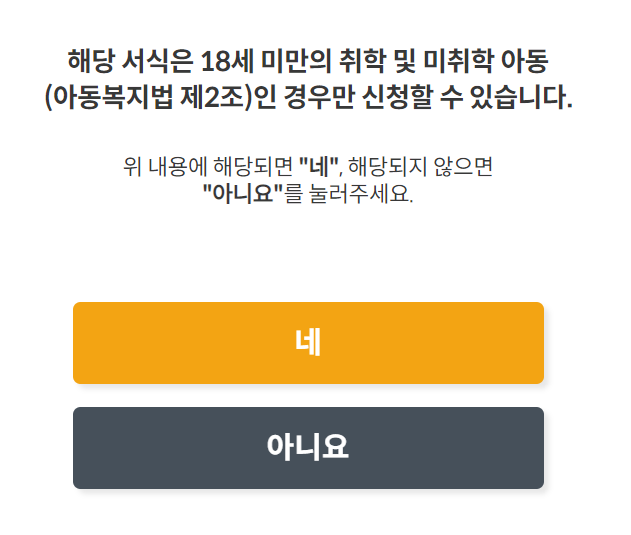 해당 서식은 18세 미만의 취학 및 미취학 아동
(아동복지법 제2조)인 경우만 신청할 수 있습니다.
위 내용에 해당되면 "네", 해당되지 않으면
"아니요"를 눌러주세요.
네
아니요